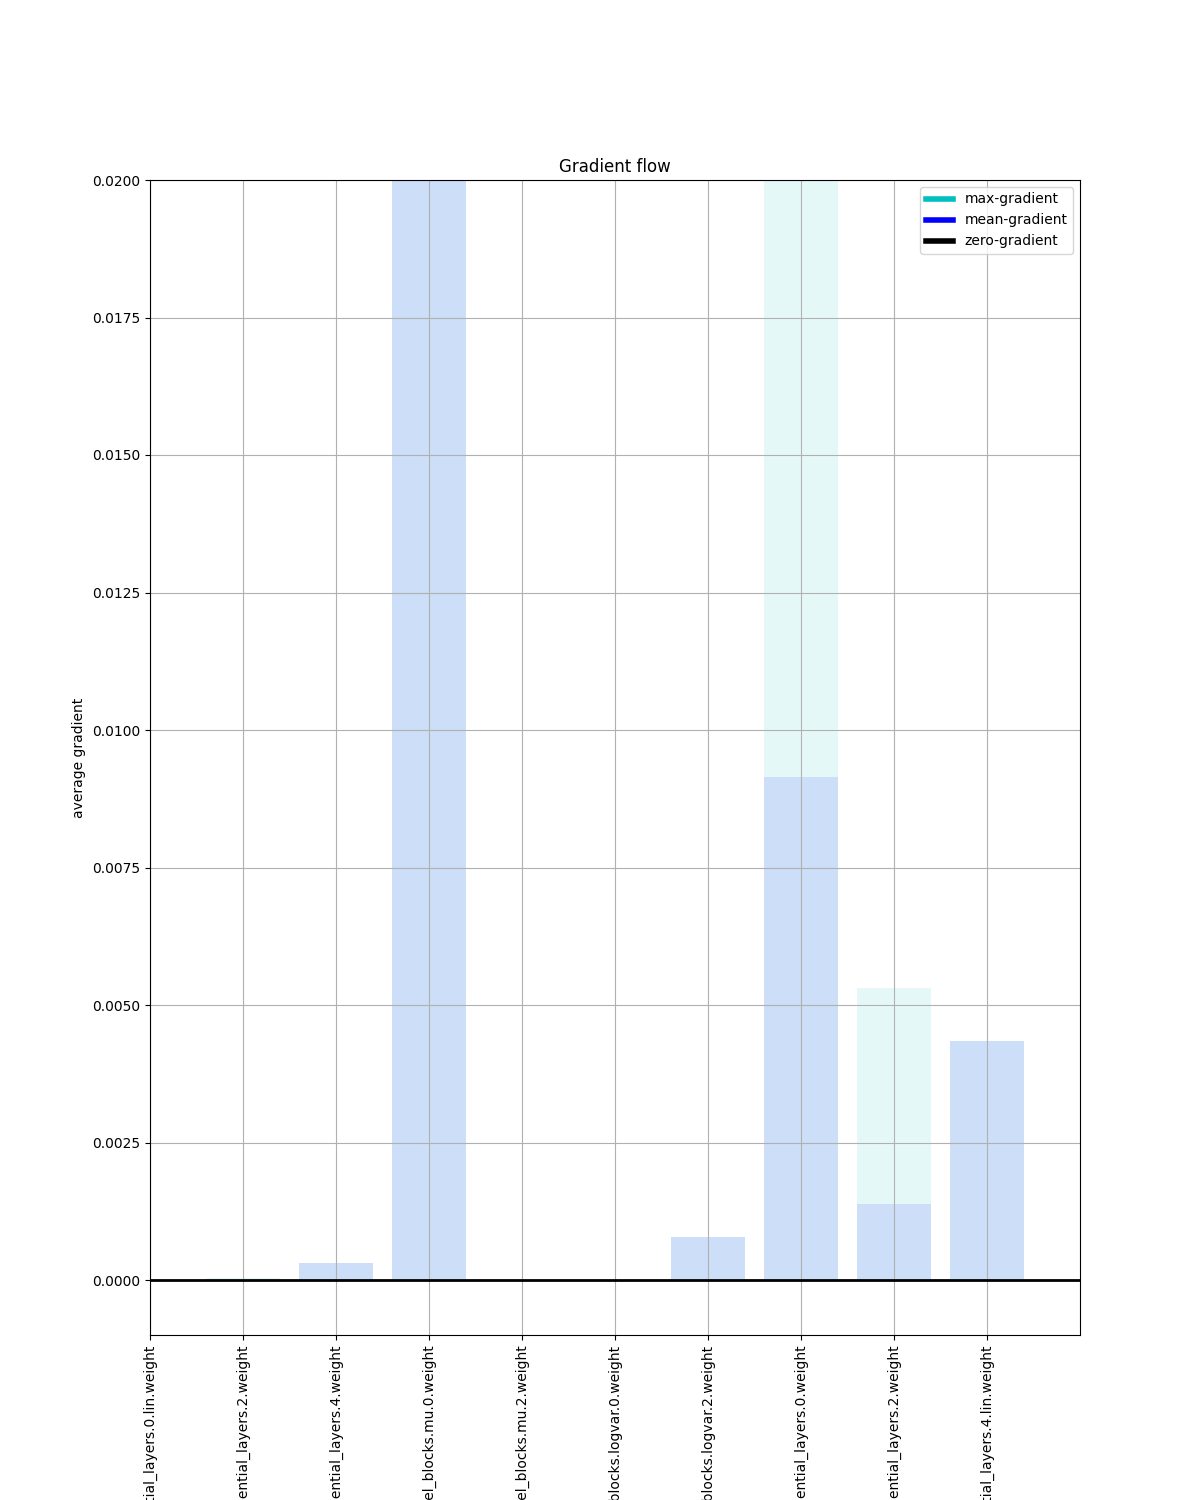 Gradient flow
max-gradient
mean-gradient
zero-gradient
0.0200
0.0175
0.0150
0.0125
0.0100
0.0075
0.0050
0.0025
0.0000
average gradient
tial_layers.0.lin.weight
ential_layers.2.weight
ential_layers.4.weight
el_blocks.mu.0.weight
el_blocks.mu.2.weight
blocks.logvar.0.weight
blocks.logvar.2.weight
ential_layers.0.weight
ential_layers.2.weight
tial_layers.4.lin.weight